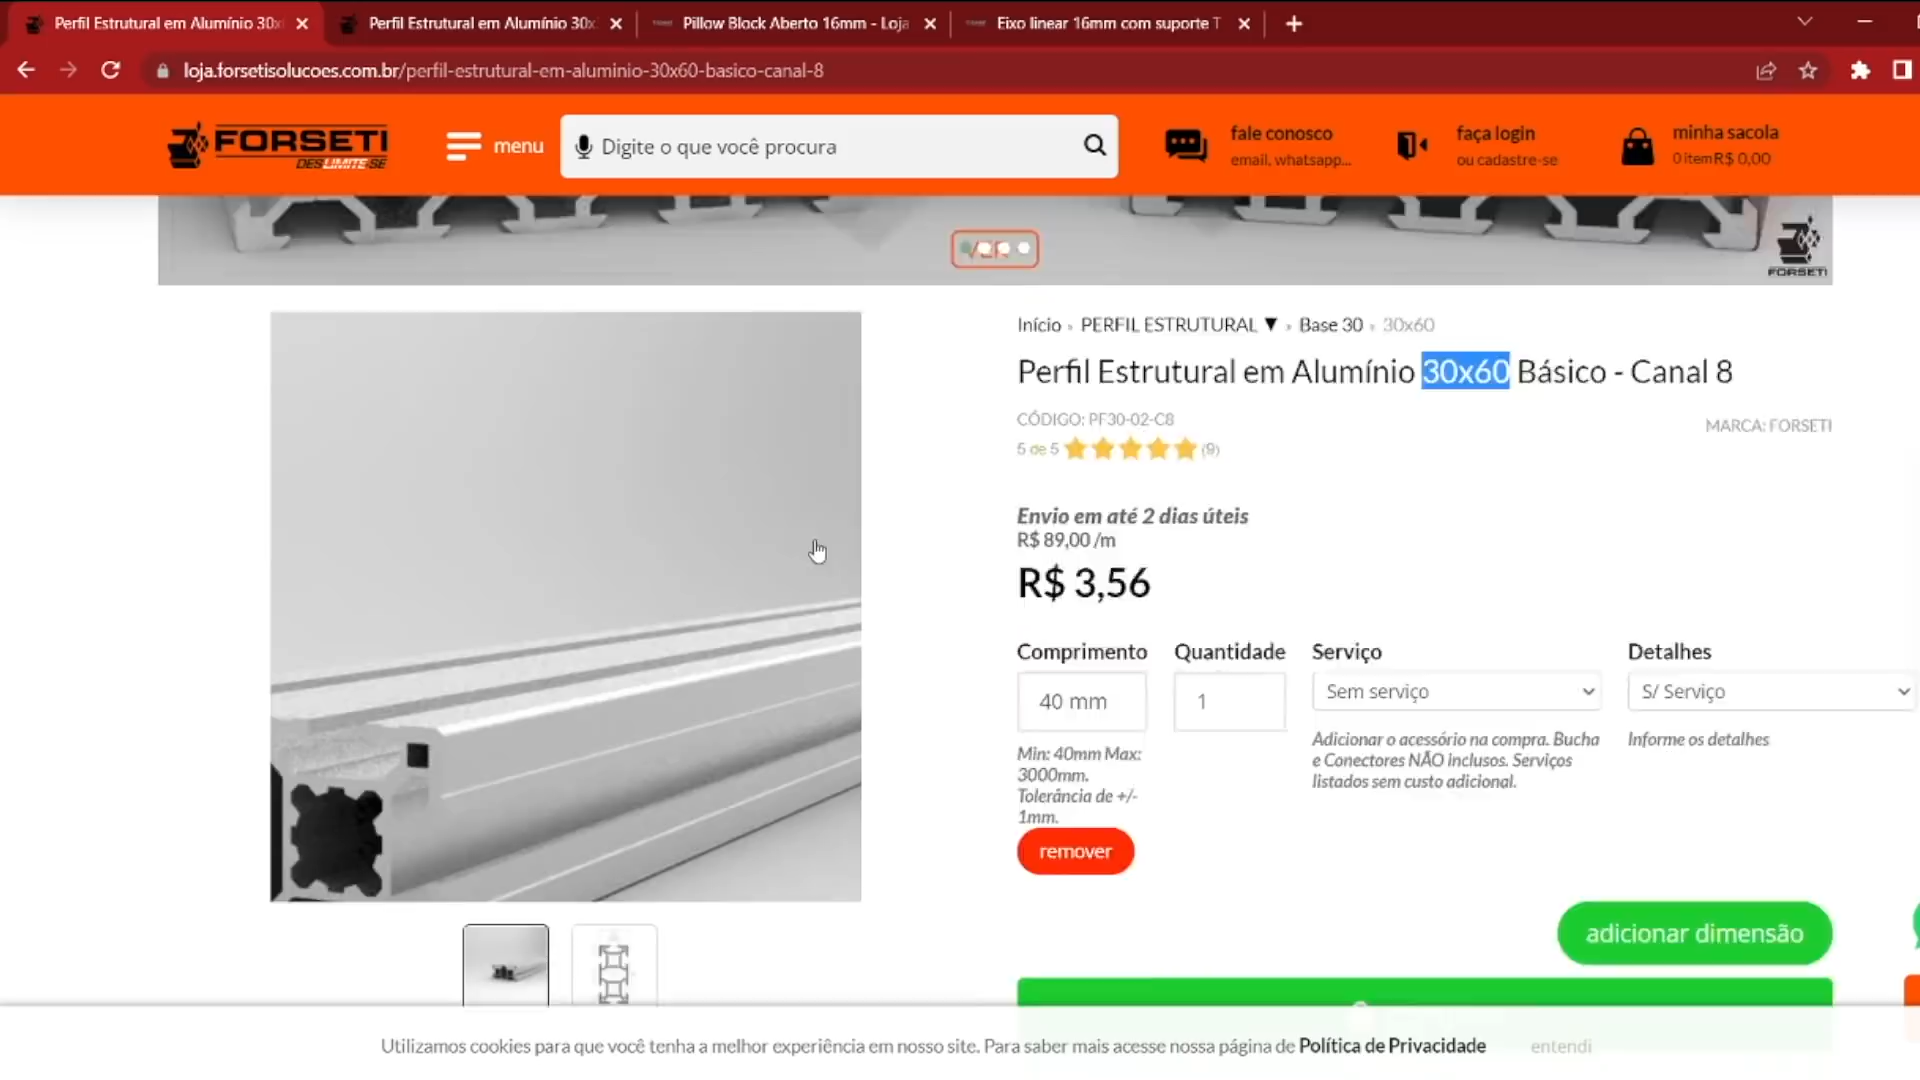 Perfil Estrutural em Alumínio 30x
Perfil Estrutural em Alumínio 30x
Pillow Block Aberto 16mm - Loja
Eixo linear 16mm com suporte T
loja.forsetisolucoes.com.br/perfil-estrutural-em-aluminio-30x60-basico-canal-8
FORSETI
DESLIMITE-SE
menu
Digite o que você procura
fale conosco
email, whatsapp...
faça login
ou cadastre-se
minha sacola
0 item R$ 0,00
VER
FORSETI
Início » PERFIL ESTRUTURAL ▼ » Base 30 » 30x60
Perfil Estrutural em Alumínio 30x60 Básico - Canal 8
CÓDIGO: PF30-02-C8
MARCA: FORSETI
5 de 5 (9)
Envio em até 2 dias úteis
R$ 89,00 /m
R$ 3,56
Comprimento Quantidade Serviço Detalhes
40 mm 1 Sem serviço S/ Serviço
Min: 40mm Max:
3000mm.
Tolerância de +/-
1mm.
Adicionar o acessório na compra. Bucha
e Conectores NÃO inclusos. Serviços
listados sem custo adicional.
Informe os detalhes
remover
adicionar dimensão
Utilizamos cookies para que você tenha a melhor experiência em nosso site. Para saber mais acesse nossa página de Política de Privacidade entendi